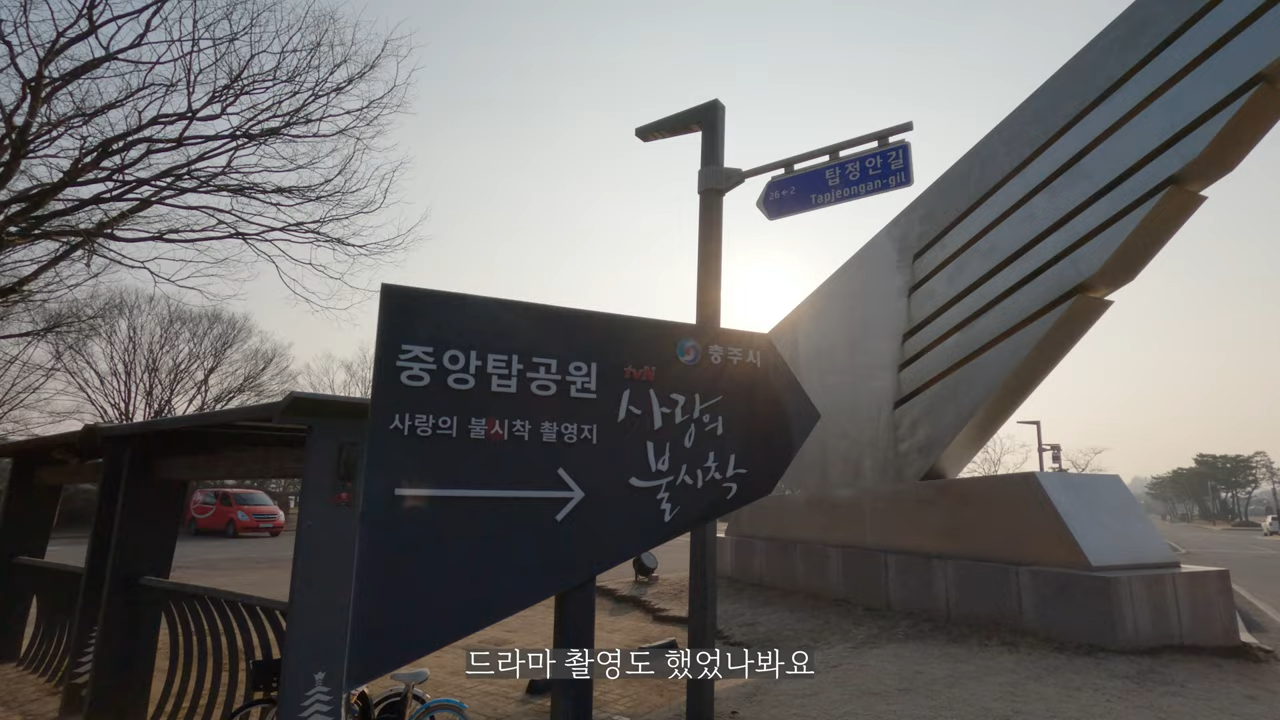 26←2
탑정안길
Tapjeongan-gil
충주시
중앙탑공원
사랑의 불시착 촬영지
tvN
사랑의
불시착
드라마 촬영도 했었나봐요